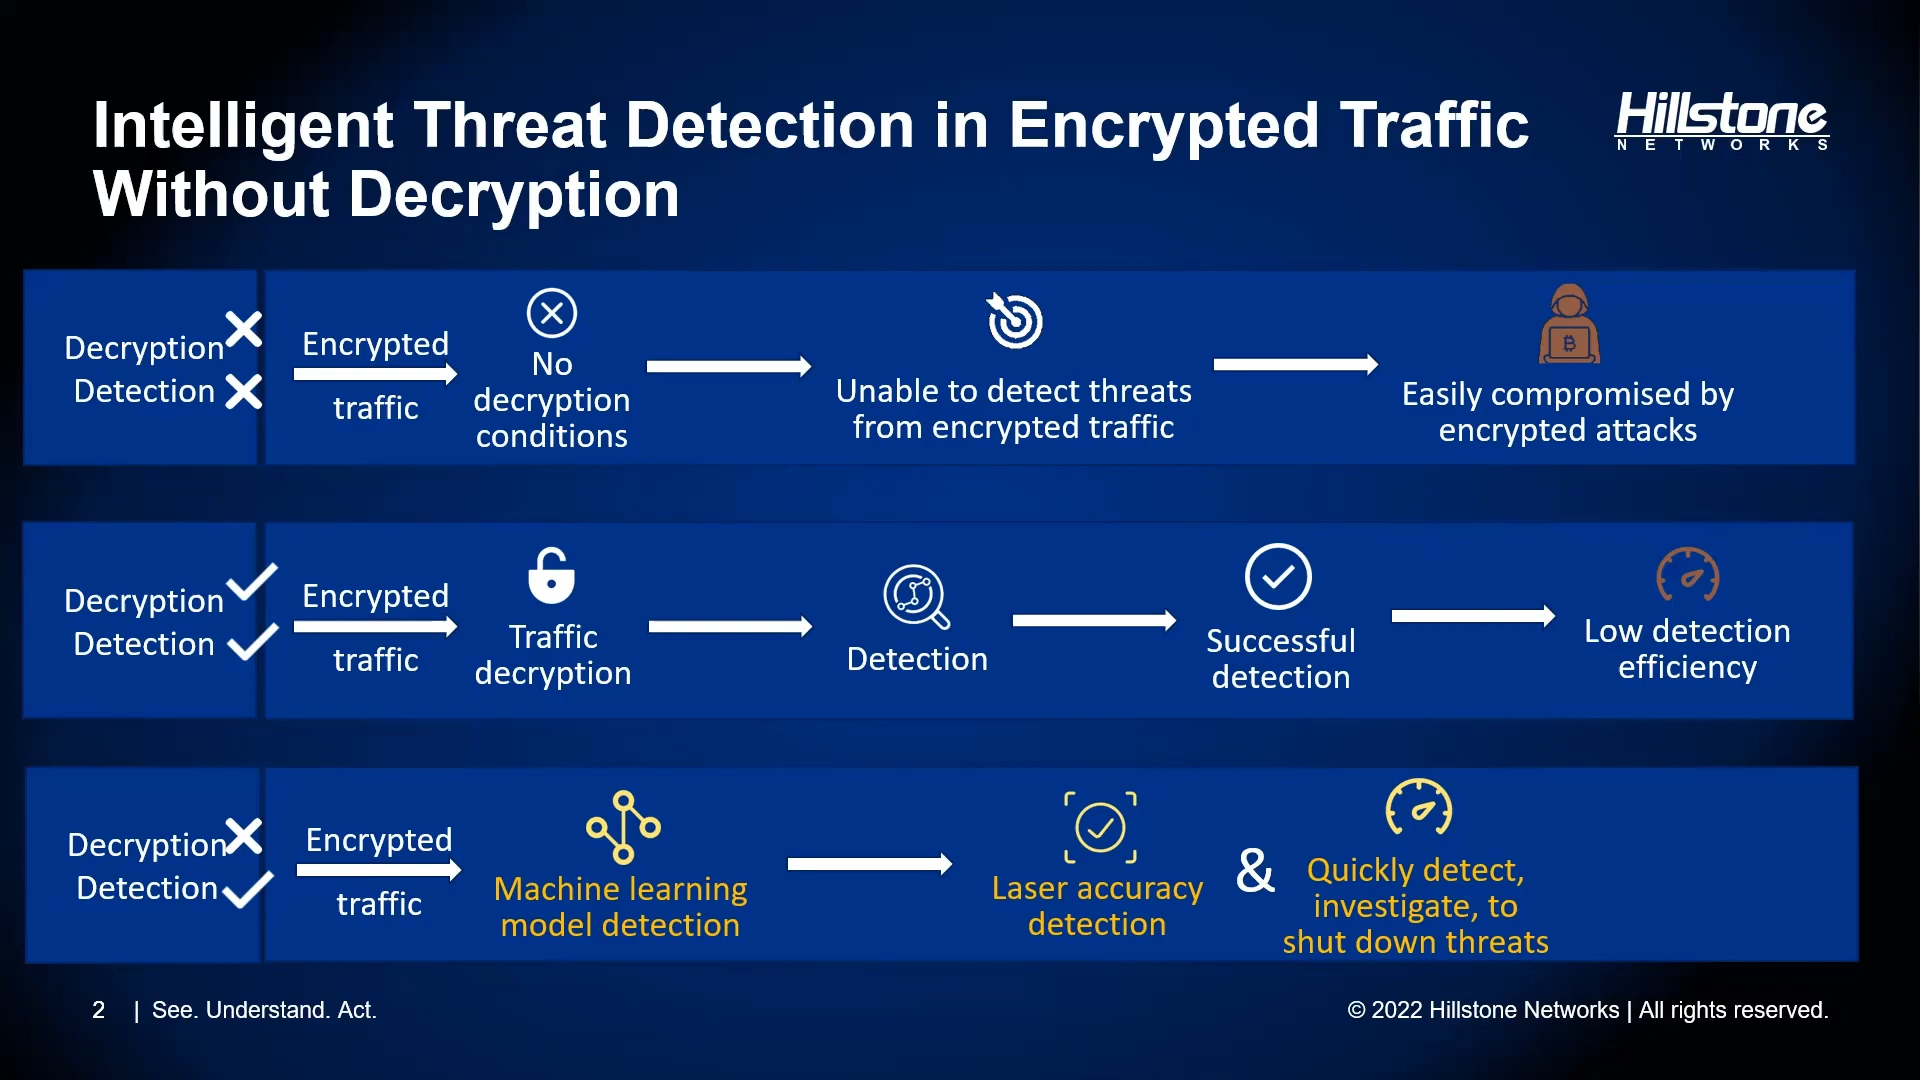 Intelligent Threat Detection in Encrypted Traffic
Without Decryption
Hillstone
NETWORKS
Decryption
Detection
Encrypted
traffic
No
decryption
conditions
Unable to detect threats
from encrypted traffic
Easily compromised by
encrypted attacks
Decryption
Detection
Encrypted
traffic
Traffic
decryption
Detection
Successful
detection
Low detection
efficiency
Decryption
Detection
Encrypted
traffic
Machine learning
model detection
Laser accuracy
detection
&
Quickly detect,
investigate, to
shut down threats
2 | See. Understand. Act.
© 2022 Hillstone Networks | All rights reserved.